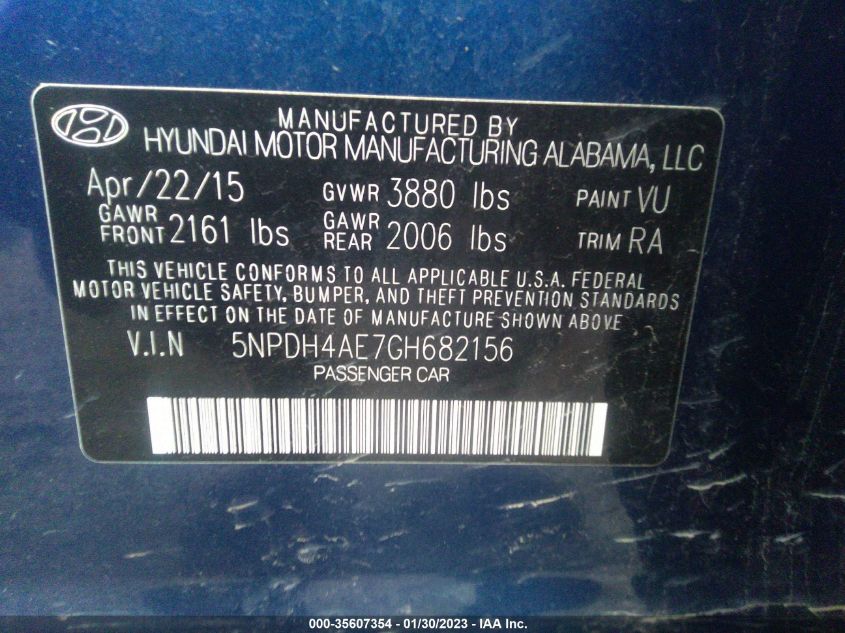 MANUFACTURED BY
HYUNDAI MOTOR MANUFACTURING ALABAMA, LLC
Apr/22/15 GVWR 3880 lbs PAINT VU
GAWR FRONT 2161 lbs GAWR REAR 2006 lbs TRIM RA
THIS VEHICLE CONFORMS TO ALL APPLICABLE U.S.A. FEDERAL
MOTOR VEHICLE SAFETY, BUMPER, AND THEFT PREVENTION STANDARDS
IN EFFECT ON THE DATE OF MANUFACTURE SHOWN ABOVE
V.I.N 5NPDH4AE7GH682156
PASSENGER CAR
000-35607354 - 01/30/2023 - IAA Inc.